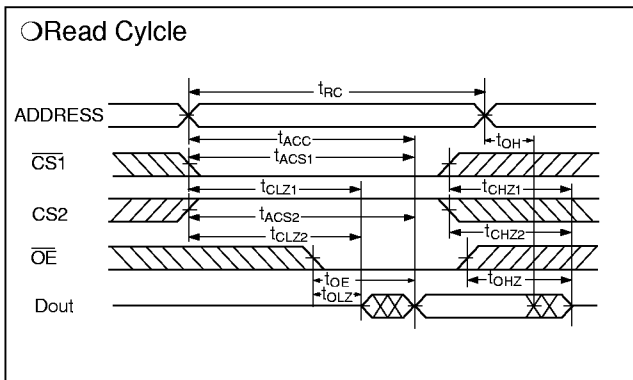 ○Read Cylcle
tRC
ADDRESS
tACC
tOH
CS1
tACS1
tCLZ1
tCHZ1
CS2
tACS2
tCLZ2
tCHZ2
OE
tOE
tOHZ
tOLZ
Dout